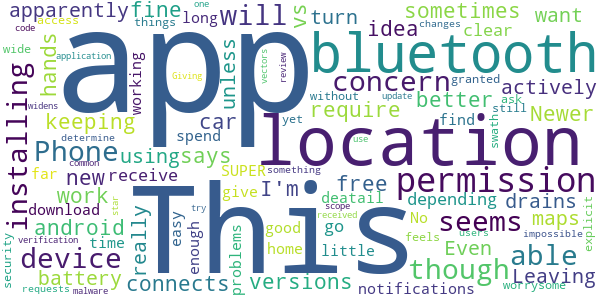 apparently fine will vs sometimes
access things long turn idea want
wide code one changes clear
app bluetooth
application Giving hands working unless car concern actively
installing keeping vectors review granted Newer
widens update without better ask still
determine spend require find swath
location
Phone using says yet
common SUPER something permission
far new receive I'm free depending explicit
work give deatail No maps
download This seems
android really easy enough try star scope good go received use feels impossible users
device time home little Even though able
security verification battery connects problems versions drains Leaving
requests malware notifications worrisome